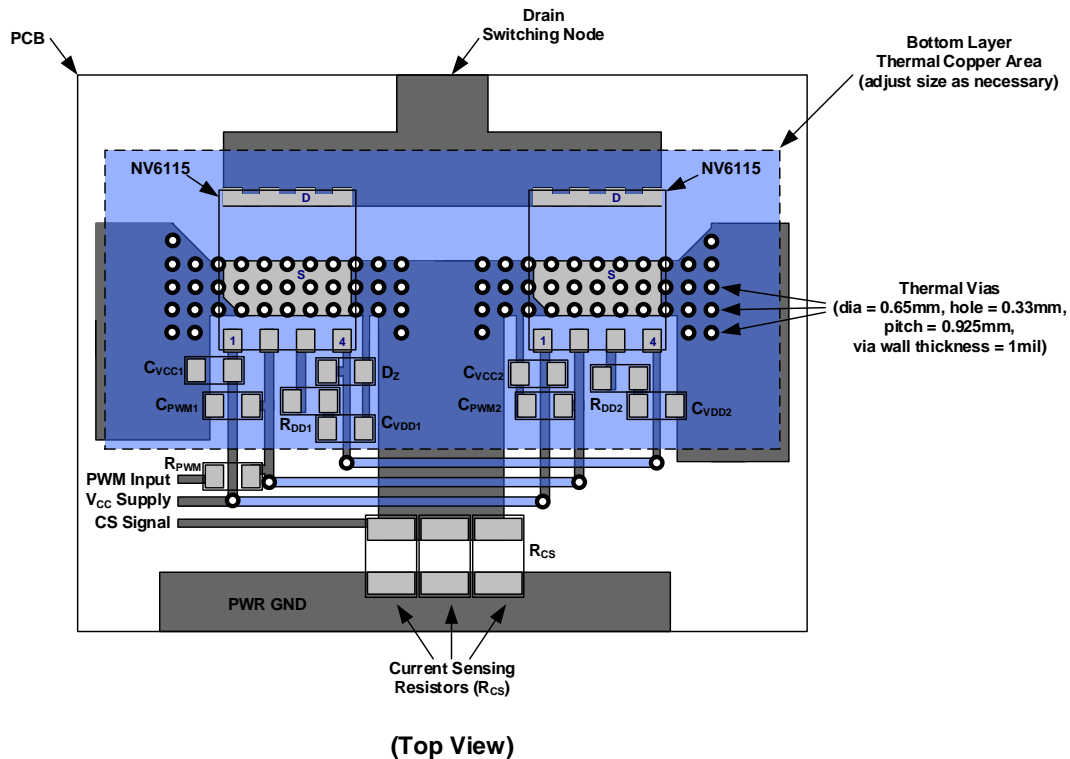 Drain
Switching Node
PCB
Bottom Layer
Thermal Copper Area
(adjust size as necessary)
NV6115
NV6115
D
D
S
S
Thermal Vias
(dia = 0.65mm, hole = 0.33mm,
pitch = 0.925mm,
via wall thickness = 1mil)
1
4
1
4
CVCC1
DZ
CVCC2
CPWM1
RDD1
CVDD1
CPWM2
RDD2
CVDD2
RPWM
PWM Input
VCC Supply
CS Signal
RCS
PWR GND
Current Sensing
Resistors (RCS)
(Top View)